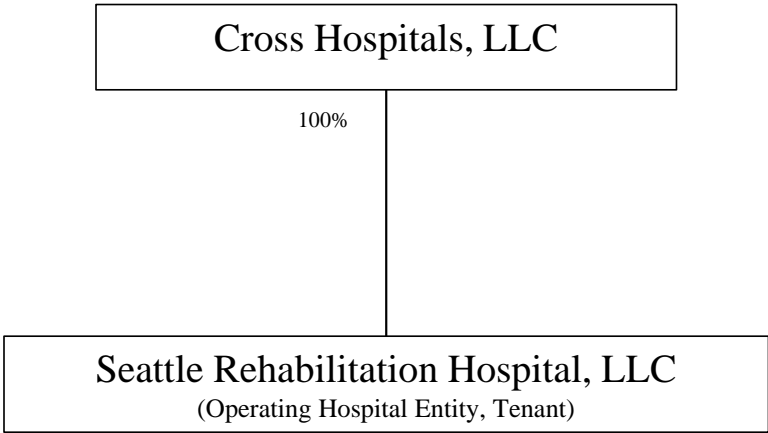 Cross Hospitals, LLC
100%
Seattle Rehabilitation Hospital, LLC
(Operating Hospital Entity, Tenant)